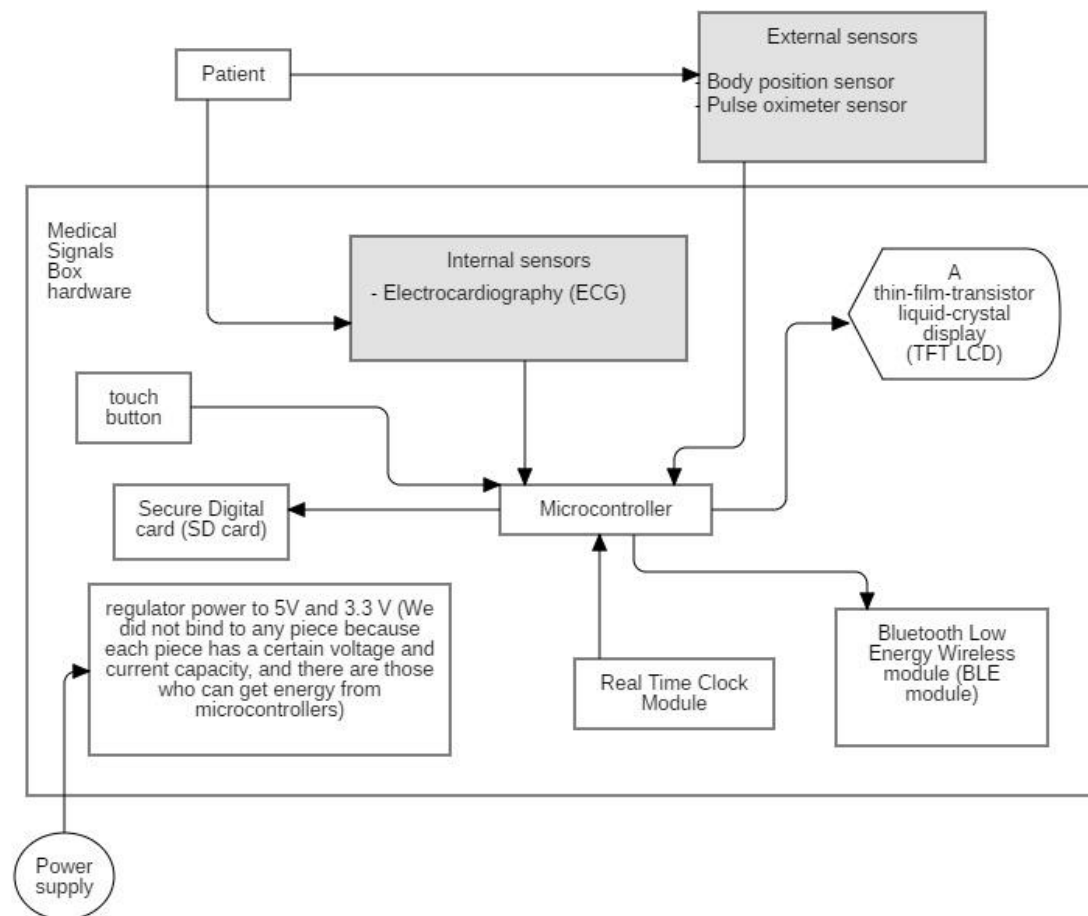 External sensors
Patient
- Body position sensor
- Pulse oximeter sensor
Medical
Signals
Box
hardware
Internal sensors
- Electrocardiography (ECG)
A
thin-film-transistor
liquid-crystal
display
(TFT LCD)
touch
button
Secure Digital
card (SD card)
Microcontroller
regulator power to 5V and 3.3 V (We
did not bind to any piece because
each piece has a certain voltage and
current capacity, and there are those
who can get energy from
microcontrollers)
Real Time Clock
Module
Bluetooth Low
Energy Wireless
module (BLE
module)
Power
supply